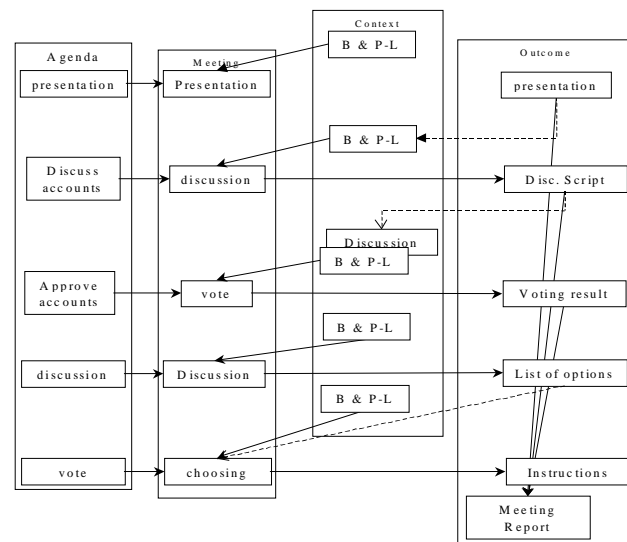 Context
Agenda
Meeting
Outcome
B & P-L
presentation
Presentation
presentation
B & P-L
Discuss
accounts
discussion
Disc. Script
Discussion
B & P-L
Approve
accounts
vote
Voting result
B & P-L
discussion
Discussion
List of options
B & P-L
vote
choosing
Instructions
Meeting
Report